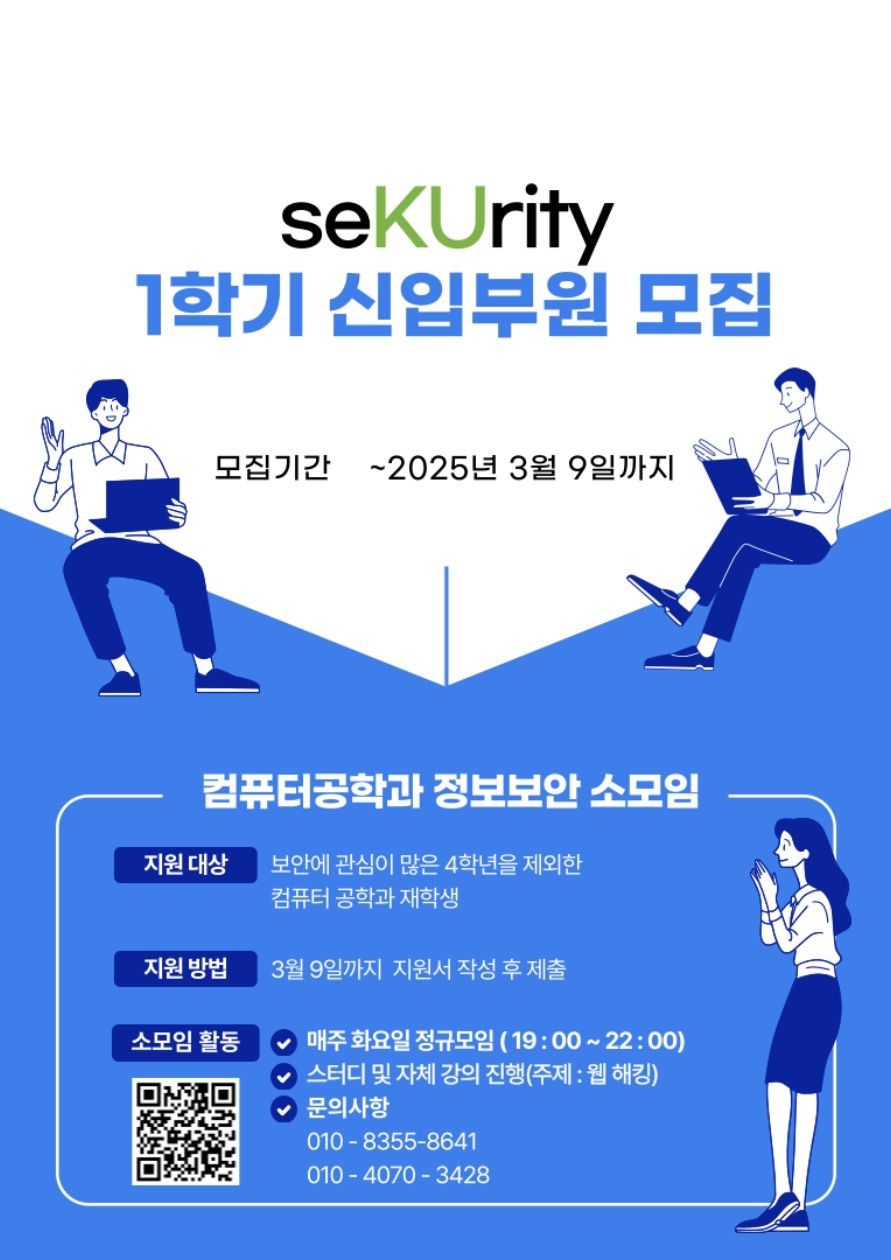 seKUrity
1학기 신입부원 모집
모집기간 ~2025년 3월 9일까지
컴퓨터공학과 정보보안 소모임
지원 대상 보안에 관심이 많은 4학년을 제외한
컴퓨터 공학과 재학생
지원 방법 3월 9일까지 지원서 작성 후 제출
소모임 활동 매주 화요일 정규모임 ( 19 : 00 ~ 22 : 00)
스터디 및 자체 강의 진행(주제 : 웹 해킹)
문의사항
010 - 8355-8641
010 - 4070 - 3428